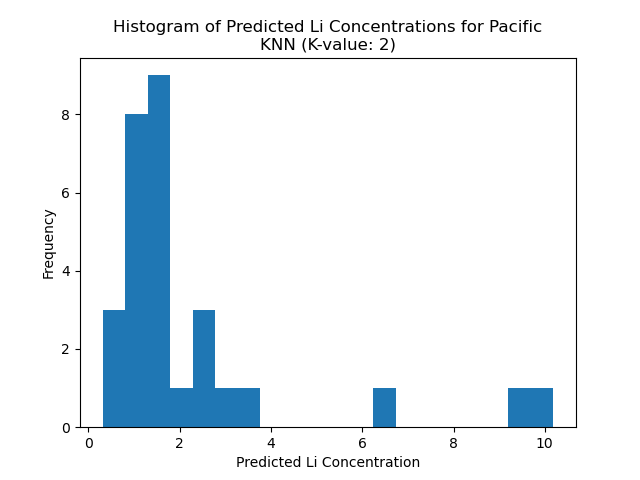 Histogram of Predicted Li Concentrations for Pacific
KNN (K-value: 2)
8
6
4
2
0
Frequency
0 2 4 6 8 10
Predicted Li Concentration